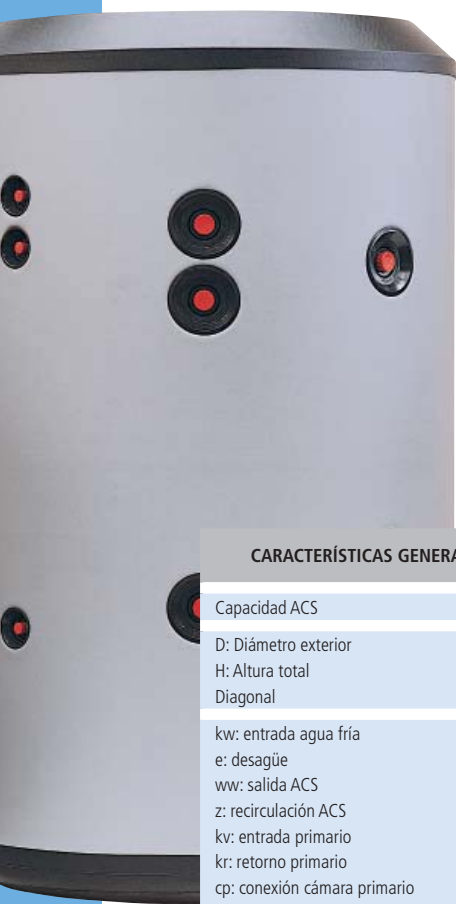 CARACTERÍSTICAS GENERA
Capacidad ACS
D: Diámetro exterior
H: Altura total
Diagonal
kw: entrada agua fría
e: desagüe
ww: salida ACS
z: recirculación ACS
kv: entrada primario
kr: retorno primario
cp: conexión cámara primario